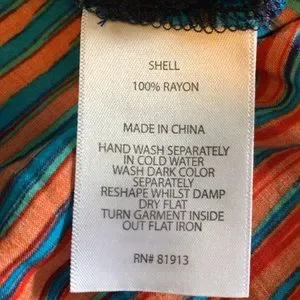 SHELL
100% RAYON
MADE IN CHINA
HAND WASH SEPARATELY
IN COLD WATER
WASH DARK COLOR
SEPARATELY
RESHAPE WHILST DAMP
DRY FLAT
TURN GARMENT INSIDE
OUT FLAT IRON
RN# 81913